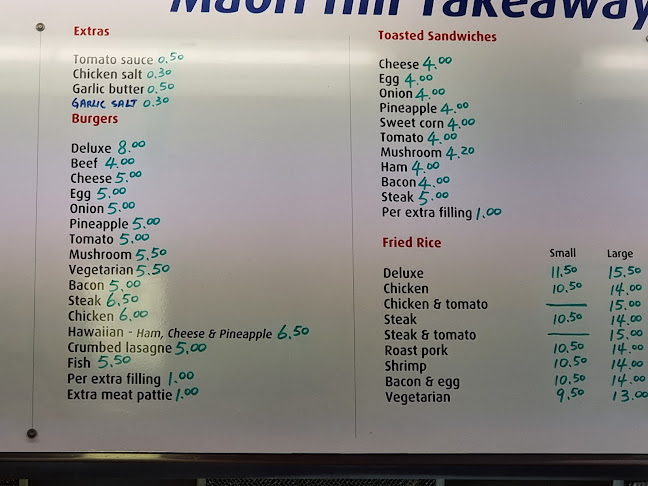 Maori Hill Takeaway
Extras
Tomato sauce 0.50
Chicken salt 0.30
Garlic butter 0.50
GARLIC SALT 0.30
Burgers
Deluxe 8.00
Beef 4.00
Cheese 5.00
Egg 5.00
Onion 5.00
Pineapple 5.00
Tomato 5.00
Mushroom 5.50
Vegetarian 5.50
Bacon 5.00
Steak 6.50
Chicken 6.00
Hawaiian - Ham, Cheese & Pineapple 6.50
Crumbed lasagne 5.00
Fish 5.50
Per extra filling 1.00
Extra meat pattie 1.00
Toasted Sandwiches
Cheese 4.00
Egg 4.00
Onion 4.00
Pineapple 4.00
Sweet corn 4.00
Tomato 4.00
Mushroom 4.20
Ham 4.00
Bacon 4.00
Steak 5.00
Per extra filling 1.00
Fried Rice Small Large
Deluxe 11.50 15.50
Chicken 10.50 14.00
Chicken & tomato — 15.00
Steak 10.50 14.00
Steak & tomato — 15.00
Roast pork 10.50 14.00
Shrimp 10.50 14.00
Bacon & egg 10.50 14.00
Vegetarian 9.50 13.00